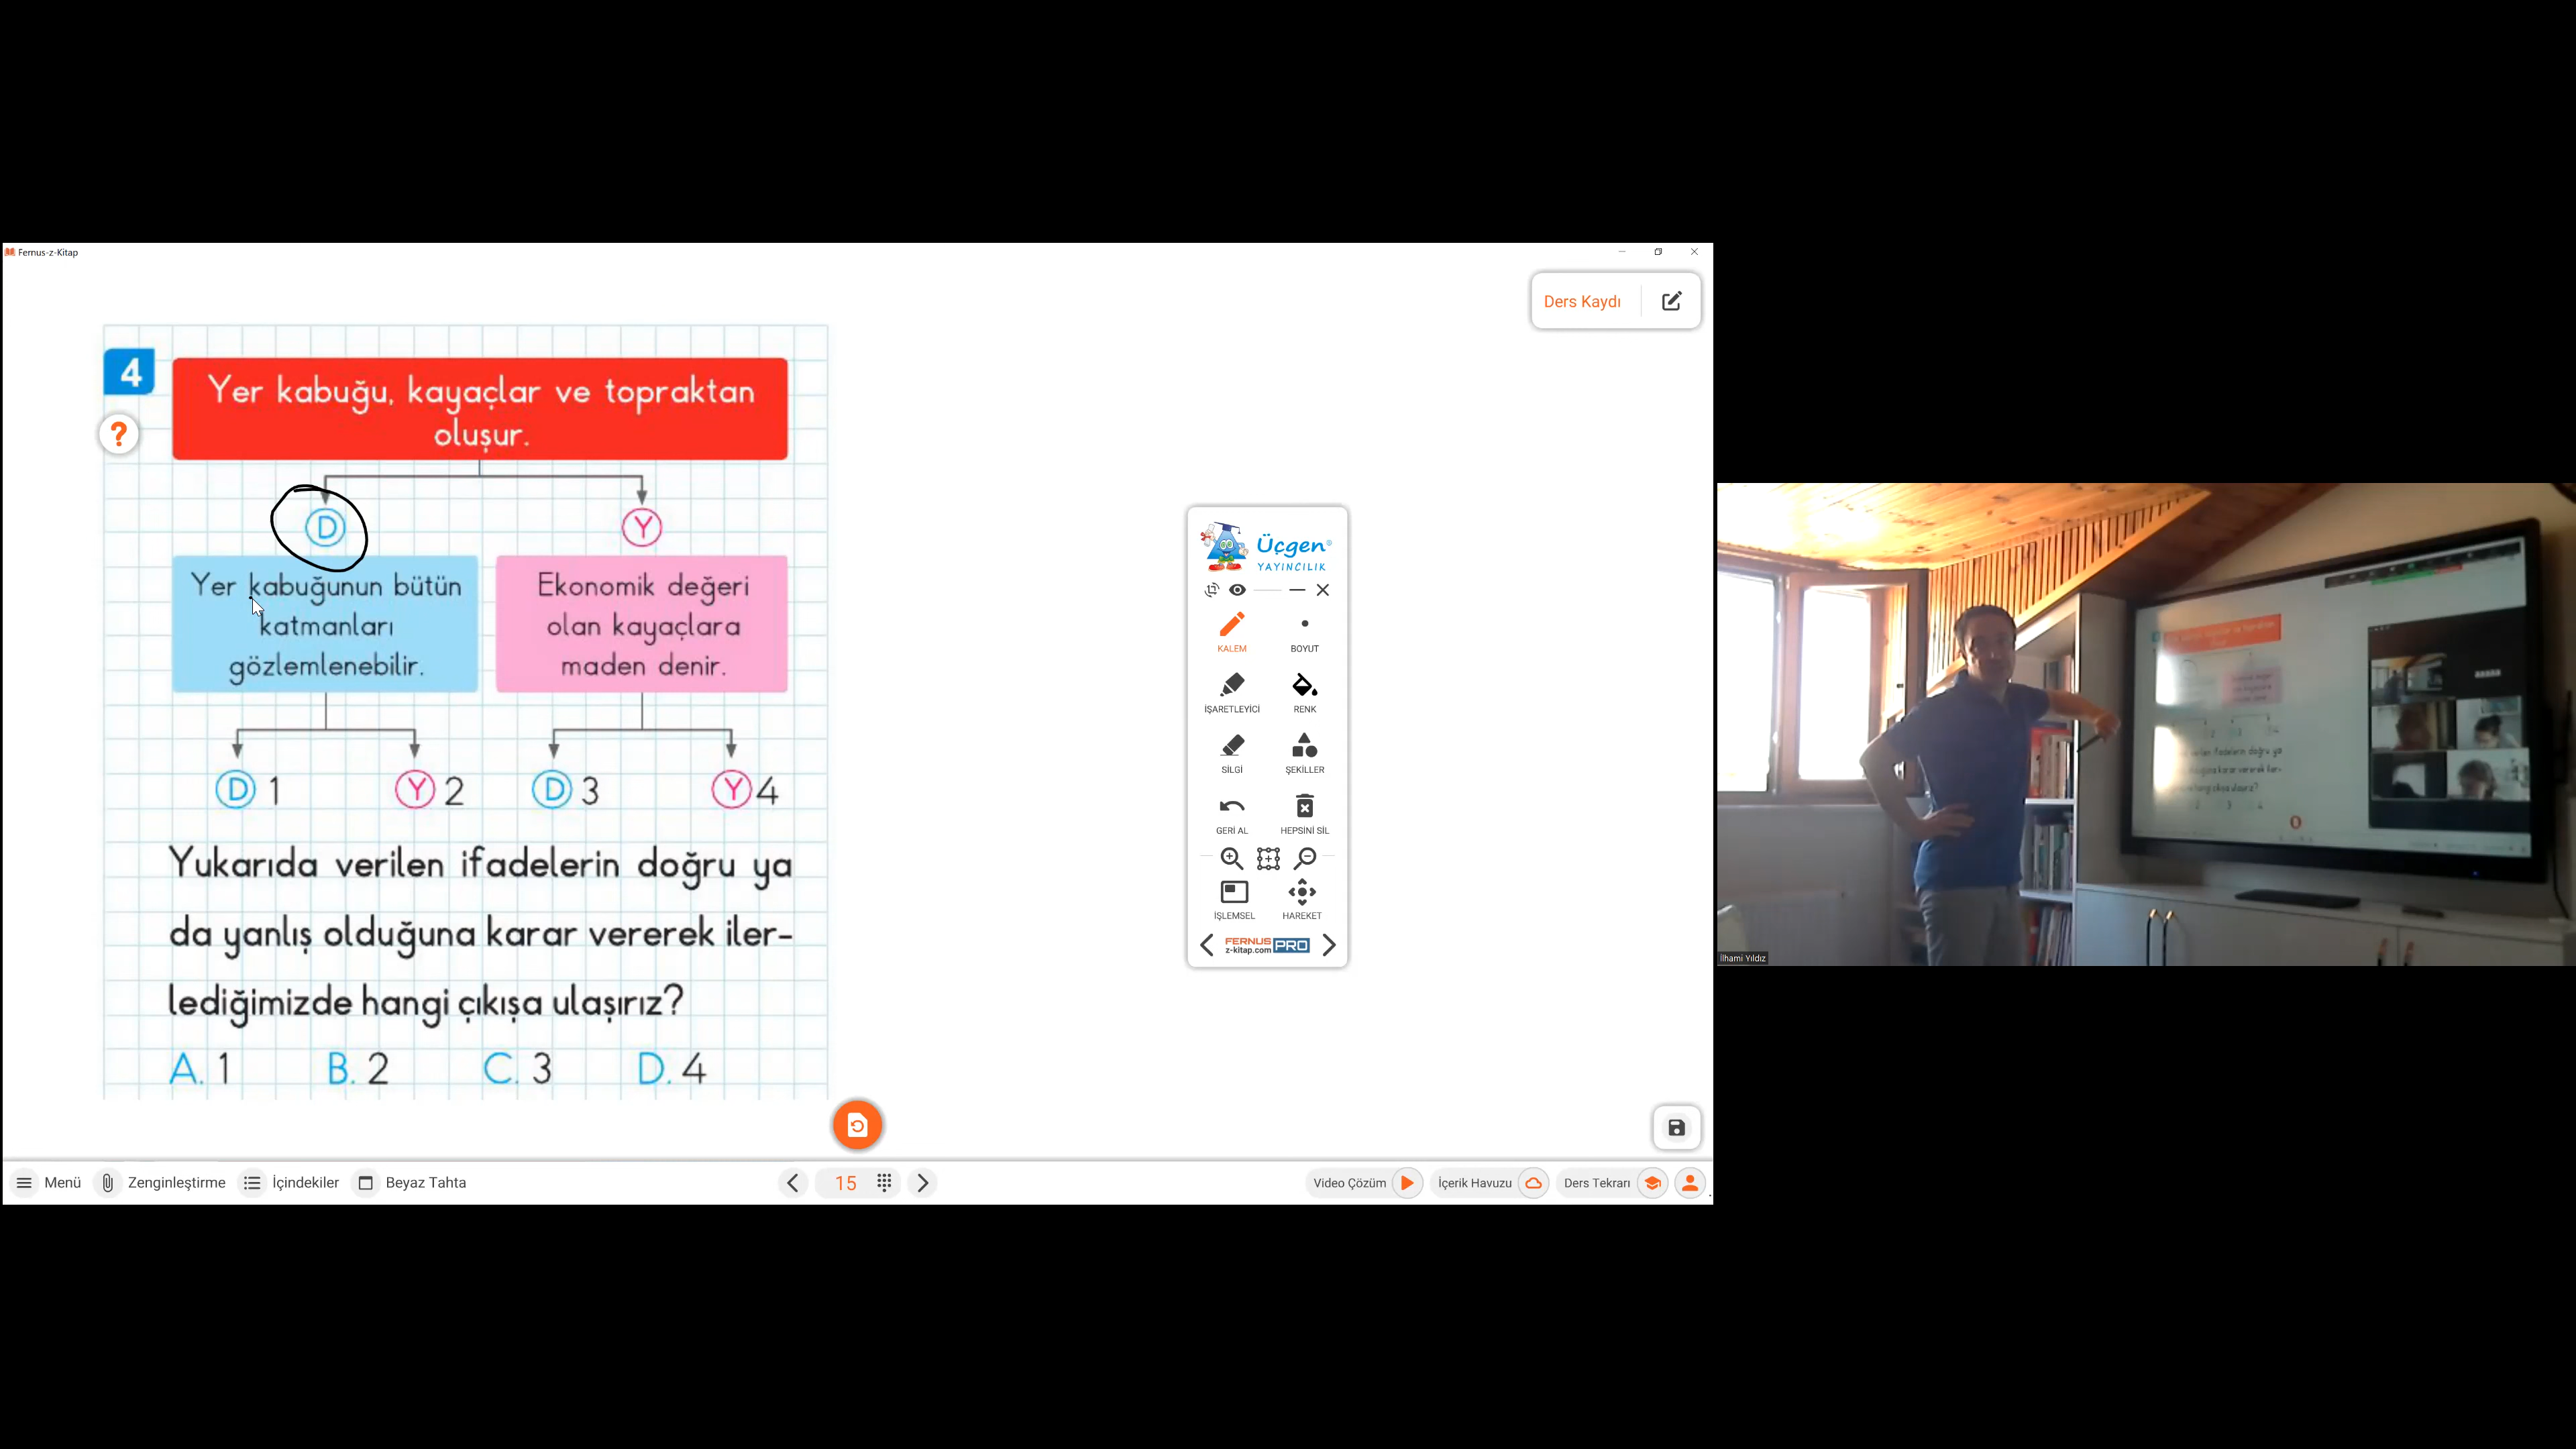 Fernus-z-Kitap
Ders Kaydı
4
Yer kabuğu, kayaçlar ve topraktan
oluşur.
?
D
Y
Yer kabuğunun bütün
katmanları
gözlemlenebilir.
Ekonomik değeri
olan kayaçlara
maden denir.
D 1
Y 2
D 3
Y 4
Yukarıda verilen ifadelerin doğru ya
da yanlış olduğuna karar vererek iler-
lediğimizde hangi çıkışa ulaşırız?
A. 1 B. 2 C. 3 D. 4
Üçgen®
YAYINCILIK
KALEM
BOYUT
İŞARETLEYİCİ
RENK
SİLGİ
ŞEKİLLER
GERİ AL
HEPSİNİ SİL
İŞLEMSEL
HAREKET
FERNUS
z-kitap.com PRO
Menü
Zenginleştirme
İçindekiler
Beyaz Tahta
15
Video Çözüm
İçerik Havuzu
Ders Tekrarı
İlhami Yıldız